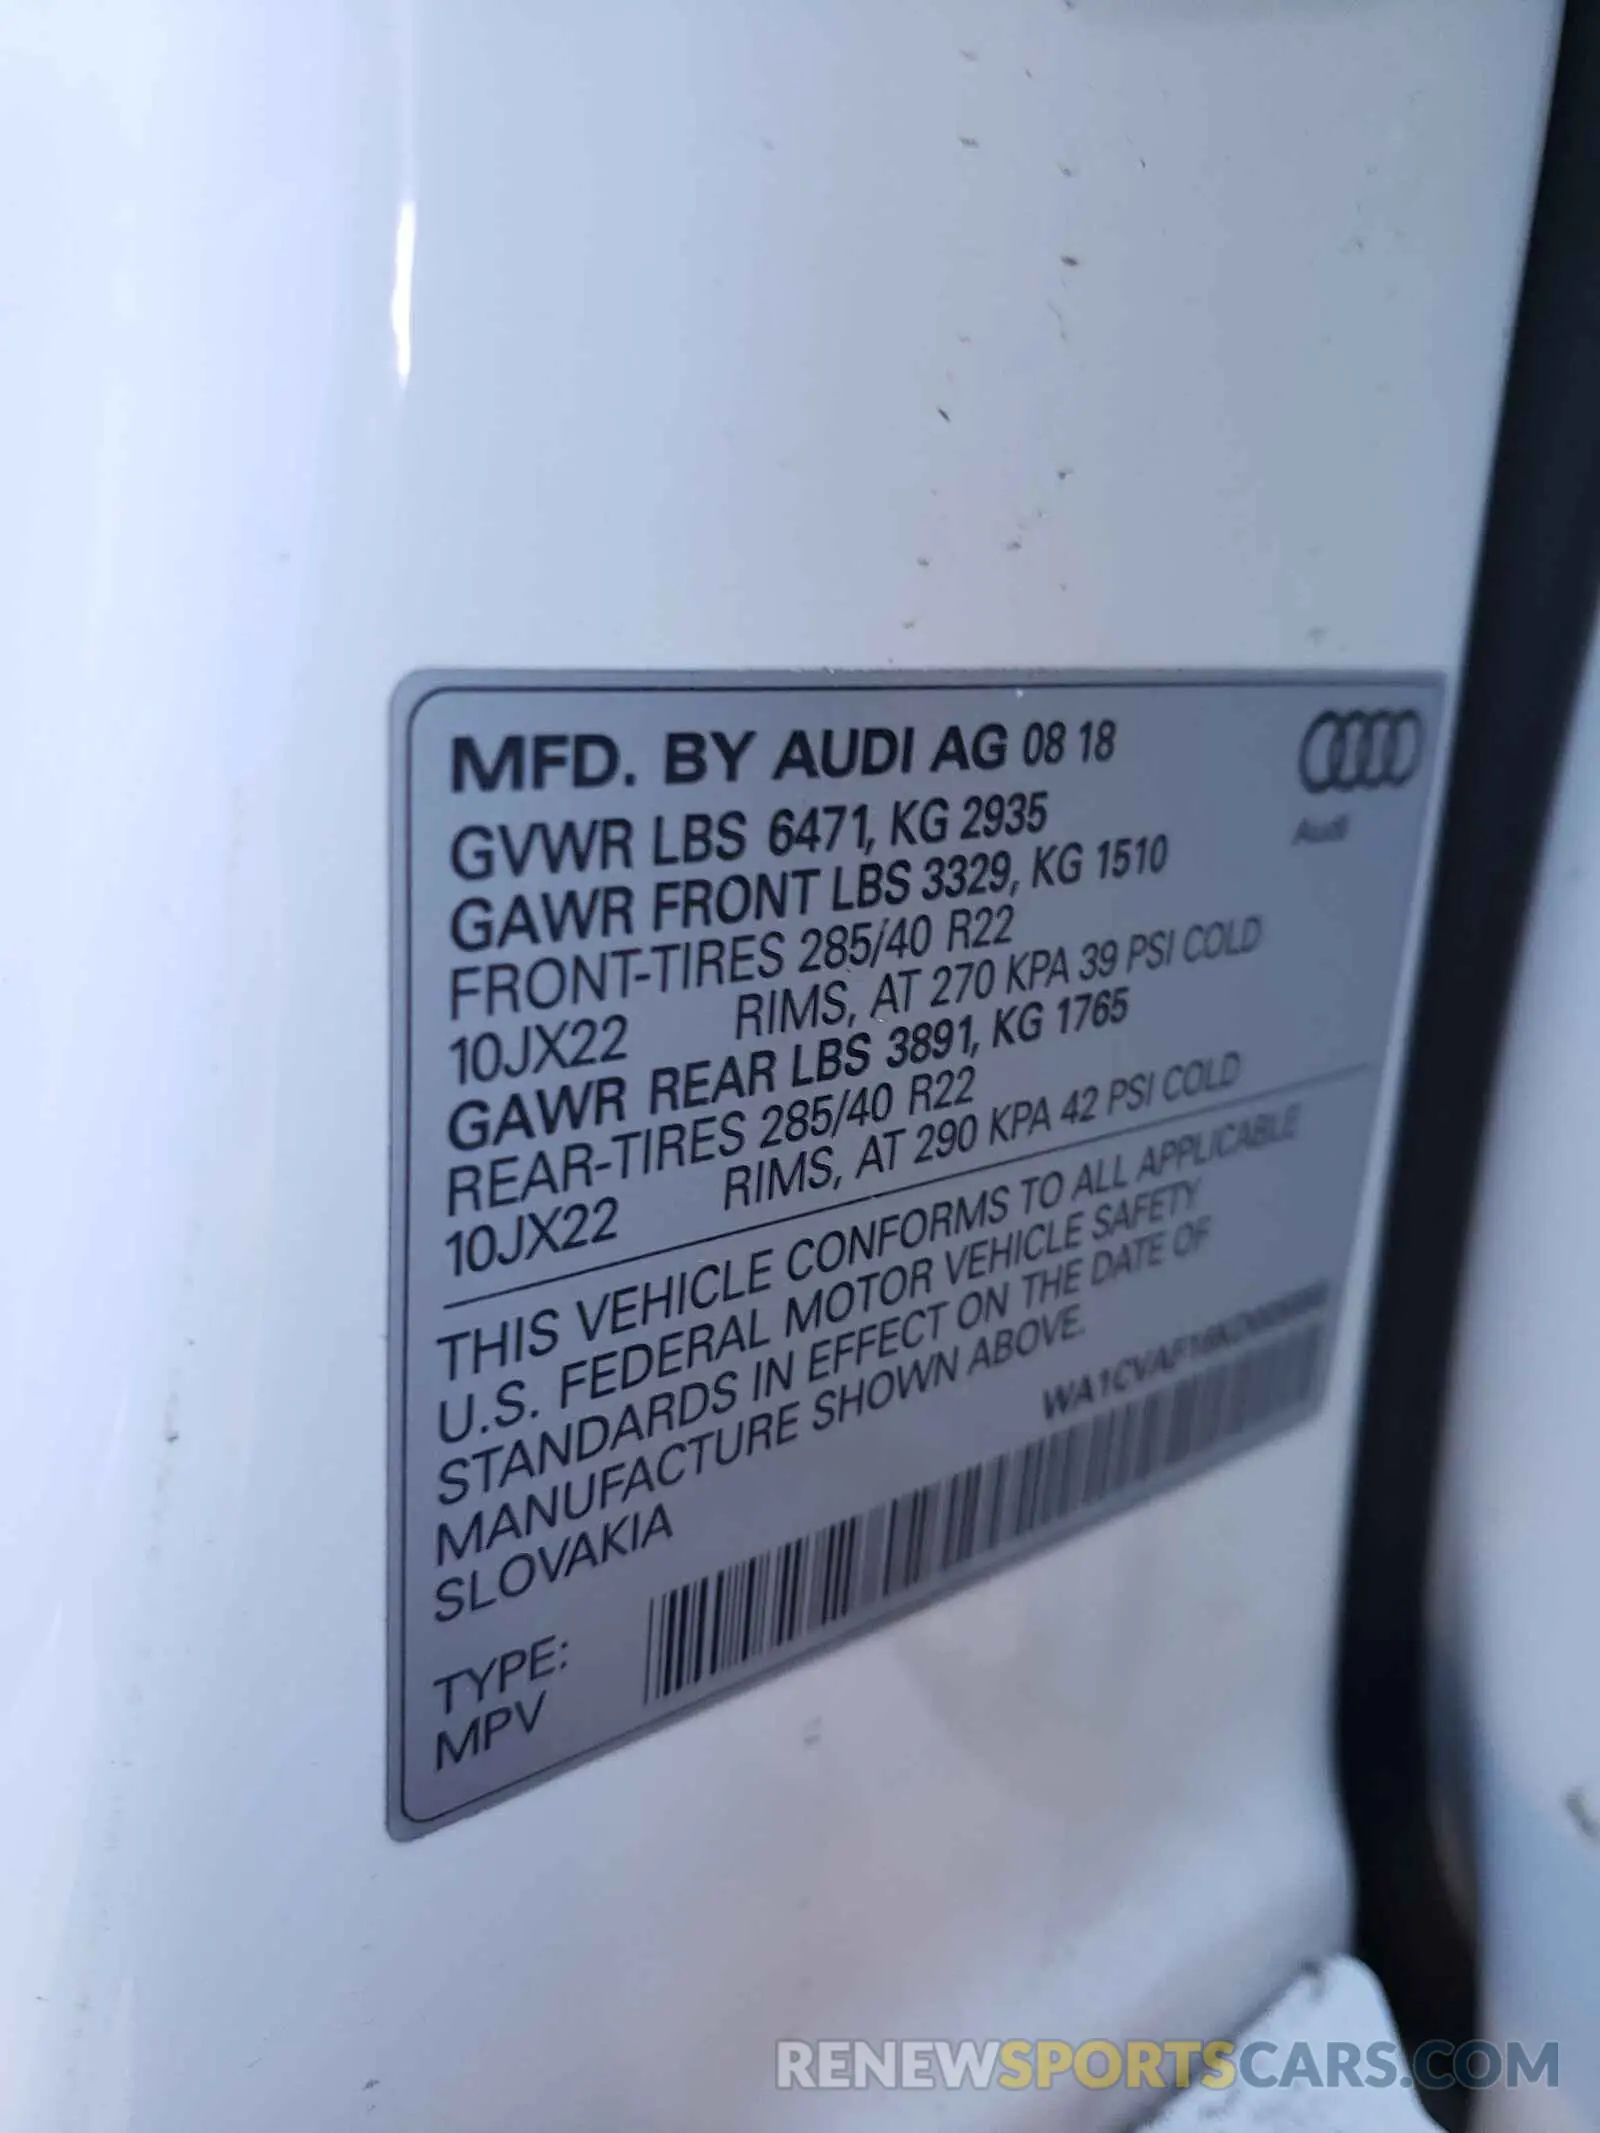 MFD. BY AUDI AG 08 18
Audi
GVWR LBS 6471, KG 2935
GAWR FRONT LBS 3329, KG 1510
FRONT-TIRES 285/40 R22
10JX22 RIMS, AT 270 KPA 39 PSI COLD
GAWR REAR LBS 3891, KG 1765
REAR-TIRES 285/40 R22
10JX22 RIMS, AT 290 KPA 42 PSI COLD
THIS VEHICLE CONFORMS TO ALL APPLICABLE
U.S. FEDERAL MOTOR VEHICLE SAFETY
STANDARDS IN EFFECT ON THE DATE OF
MANUFACTURE SHOWN ABOVE.
SLOVAKIA
TYPE:
MPV
RENEWSPORTSCARS.COM